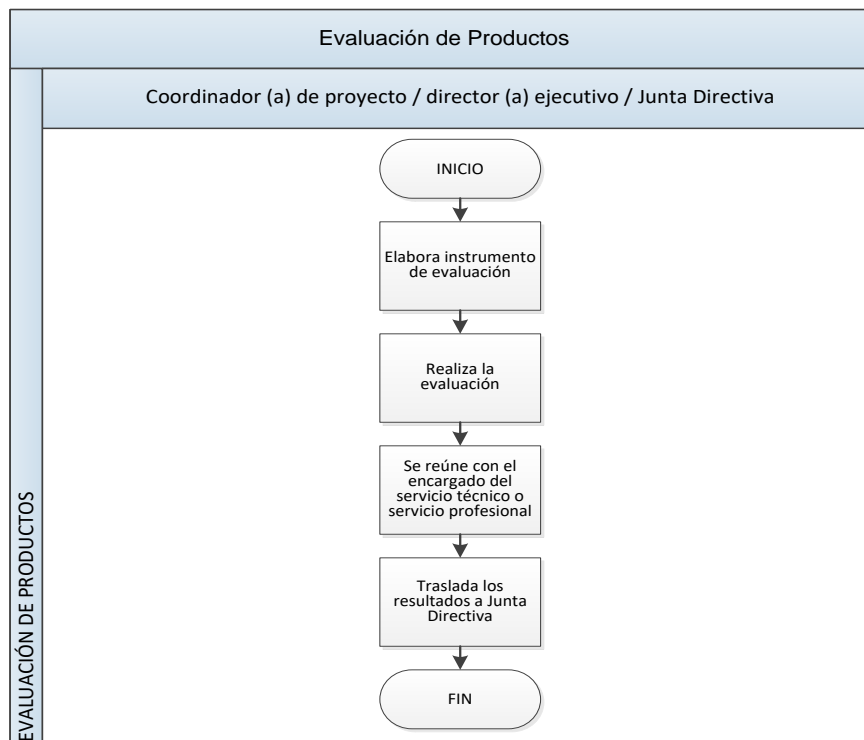 Evaluación de Productos
Coordinador (a) de proyecto / director (a) ejecutivo / Junta Directiva
EVALUACIÓN DE PRODUCTOS
INICIO
Elabora instrumento
de evaluación
Realiza la
evaluación
Se reúne con el
encargado del
servicio técnico o
servicio profesional
Traslada los
resultados a Junta
Directiva
FIN